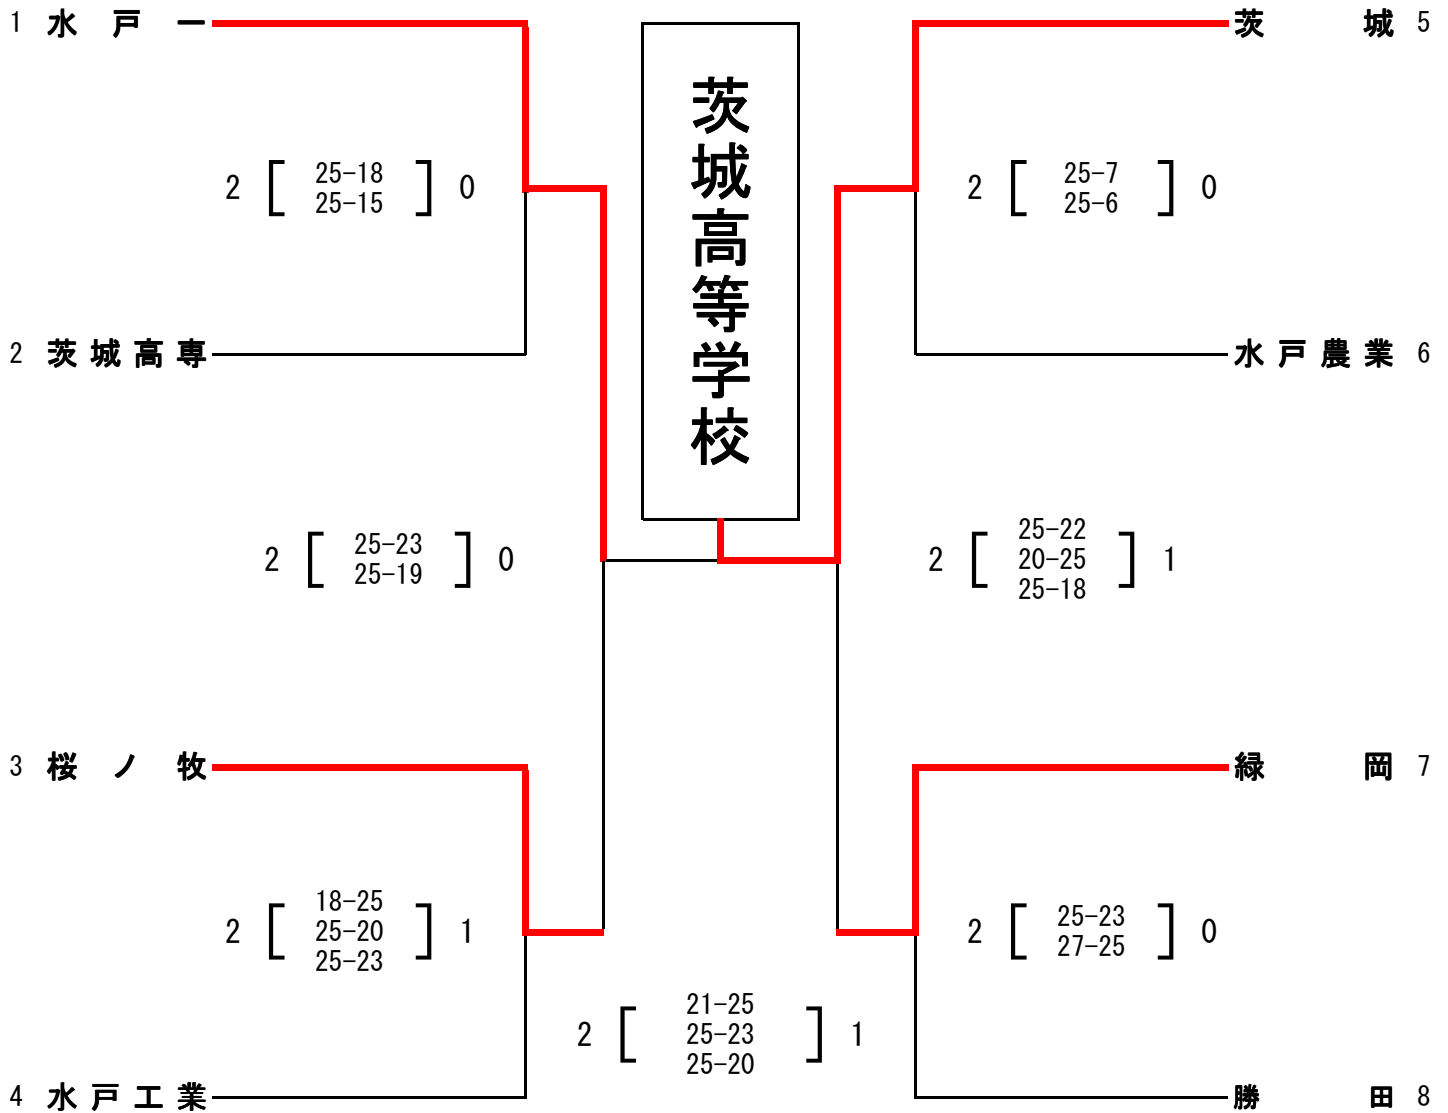 1 水戸一
茨城 5
茨城高等学校
2 [ 25-18 ] 0
25-15
2 [ 25-7 ] 0
25-6
2 茨城高専
水戸農業 6
2 [ 25-23 ] 0
25-19
2 [ 25-22 ] 1
20-25
25-18
3 桜ノ牧
緑岡 7
2 [ 18-25 ] 1
25-20
25-23
2 [ 25-23 ] 0
27-25
2 [ 21-25 ] 1
25-23
25-20
4 水戸工業
勝田 8